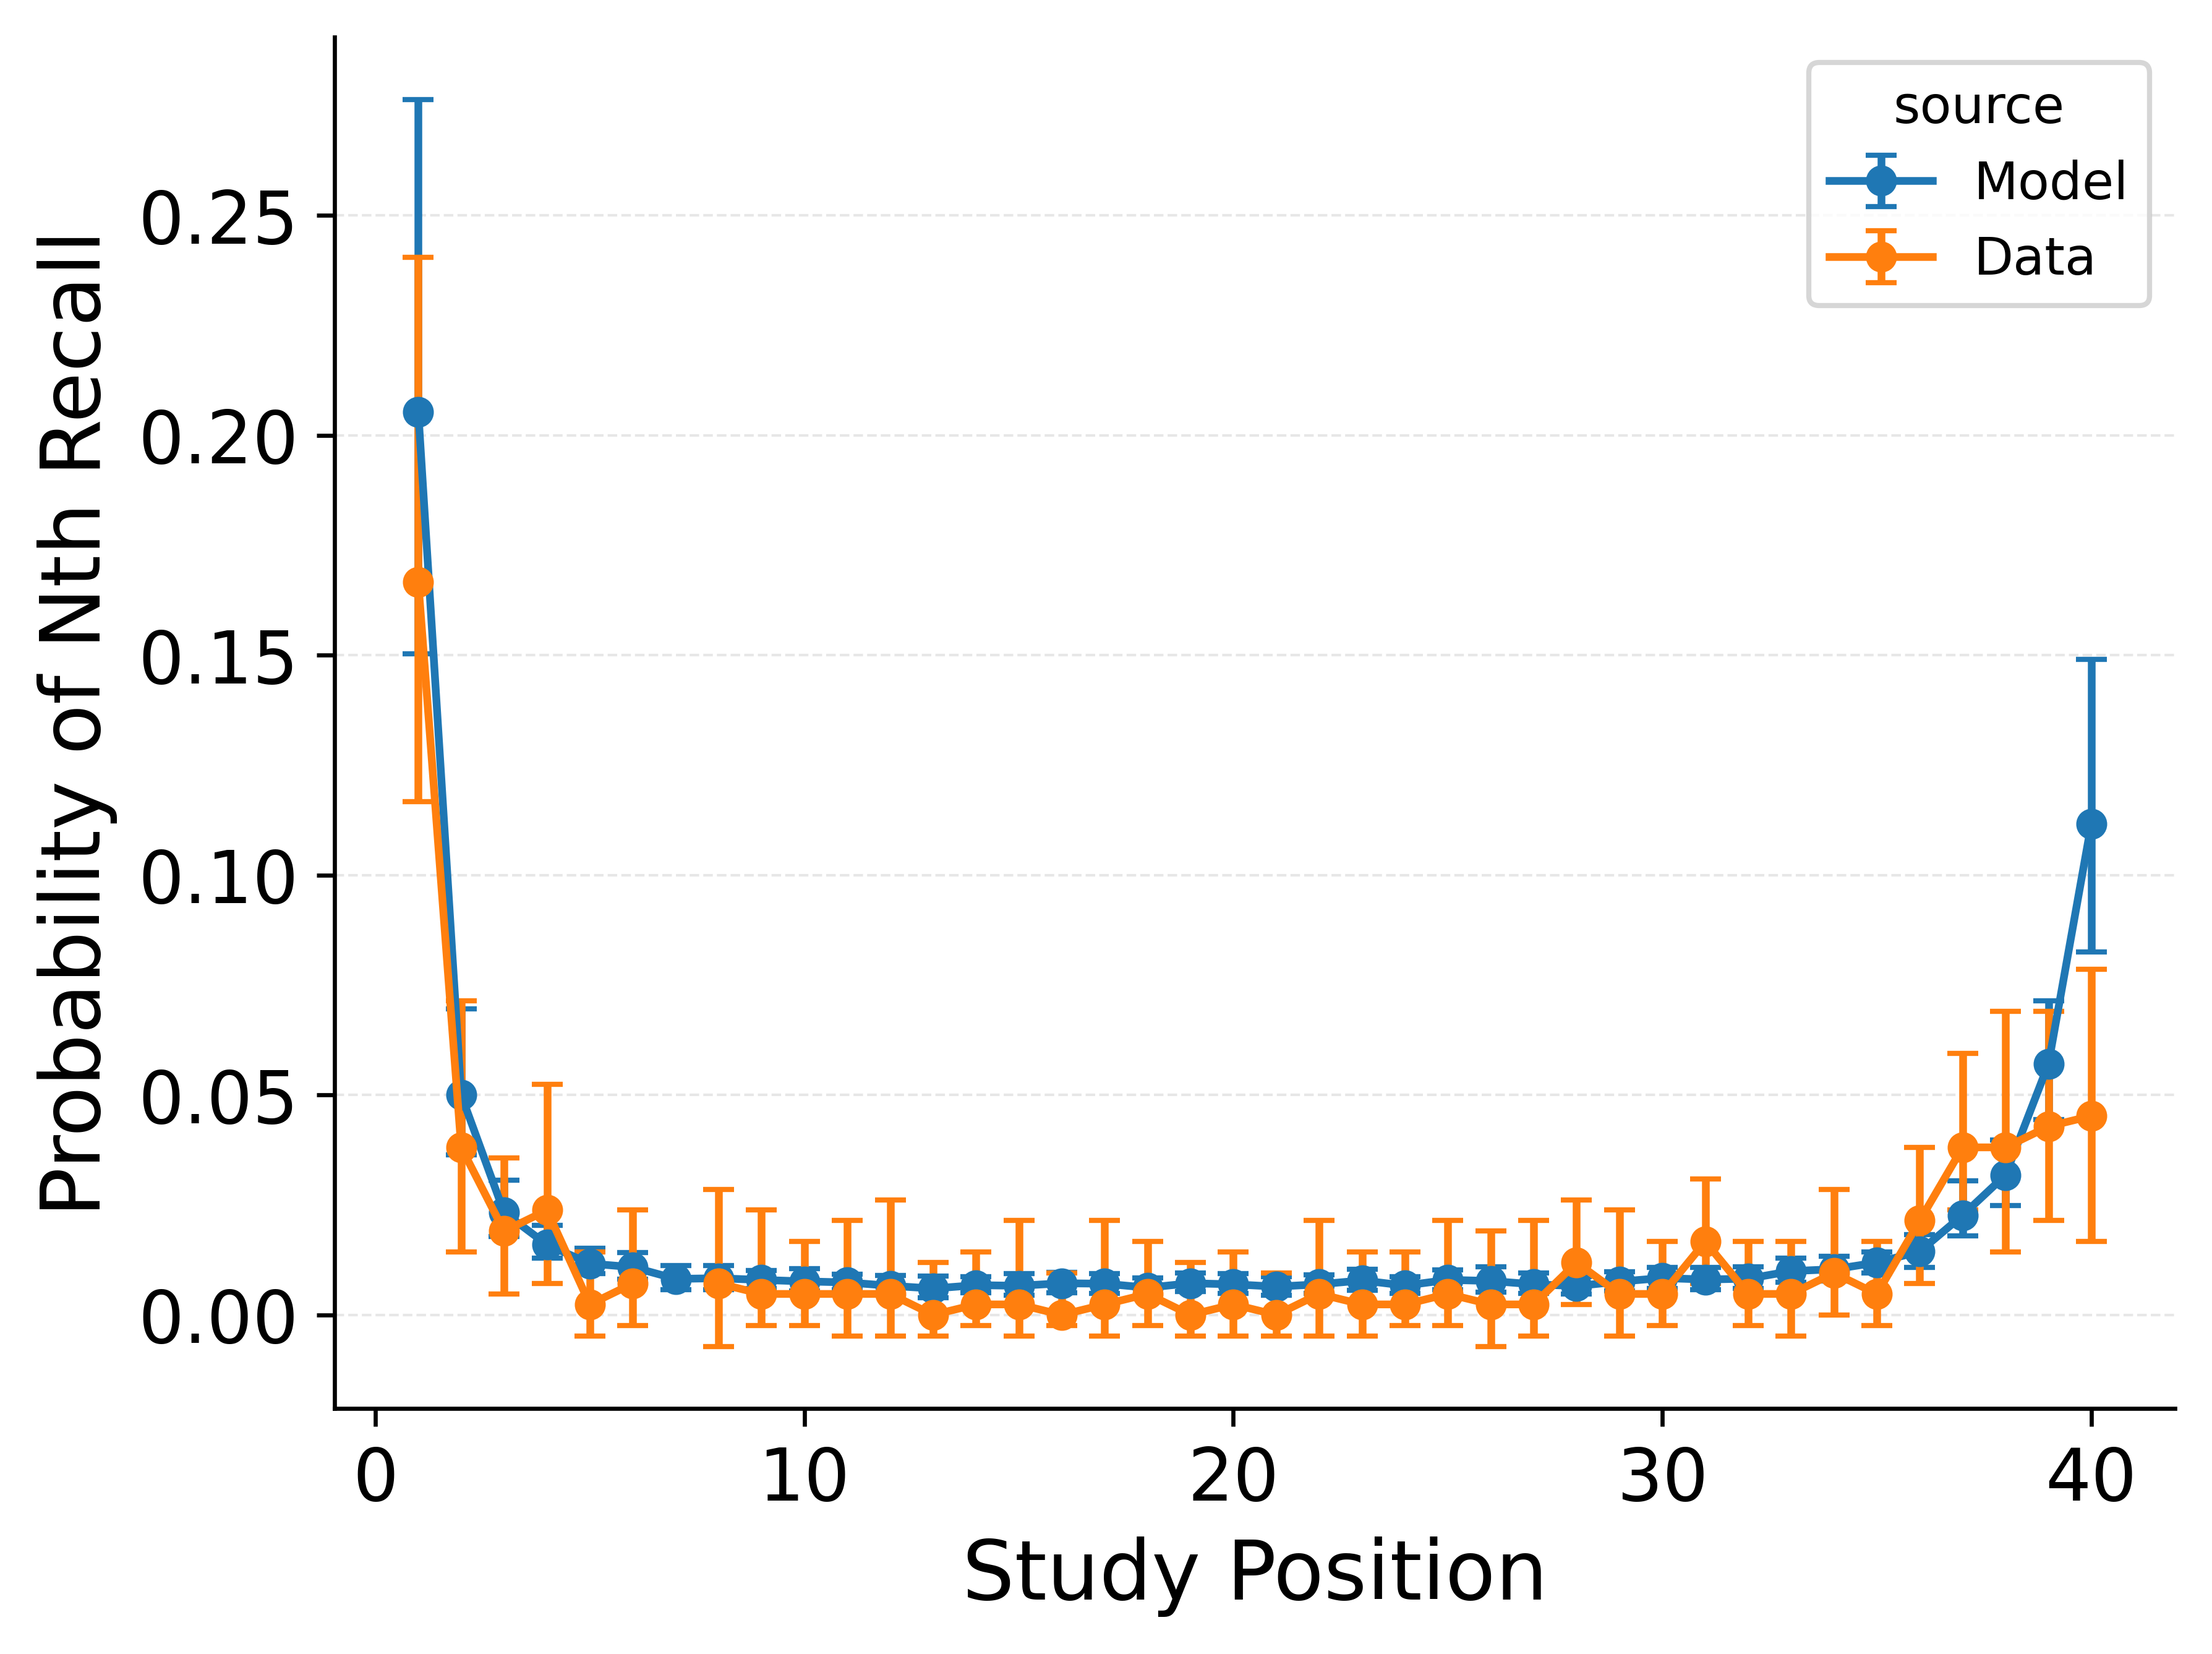 source
Model
Data
Probability of Nth Recall
0.25
0.20
0.15
0.10
0.05
0.00
0 10 20 30 40
Study Position